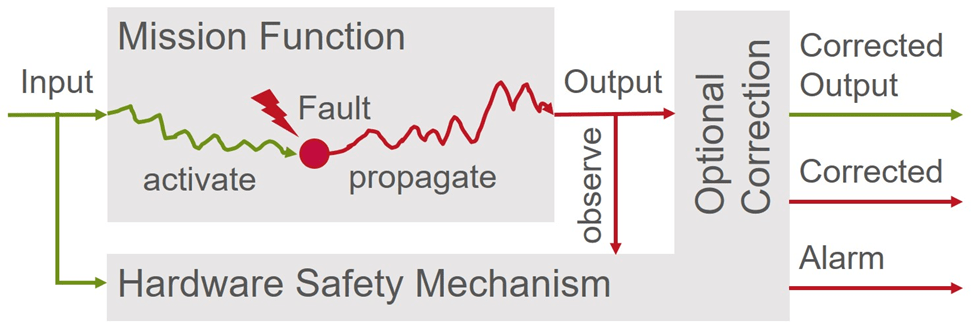 Mission Function
Input
Fault
activate
propagate
Output
observe
Hardware Safety Mechanism
Optional
Correction
Corrected
Output
Corrected
Alarm